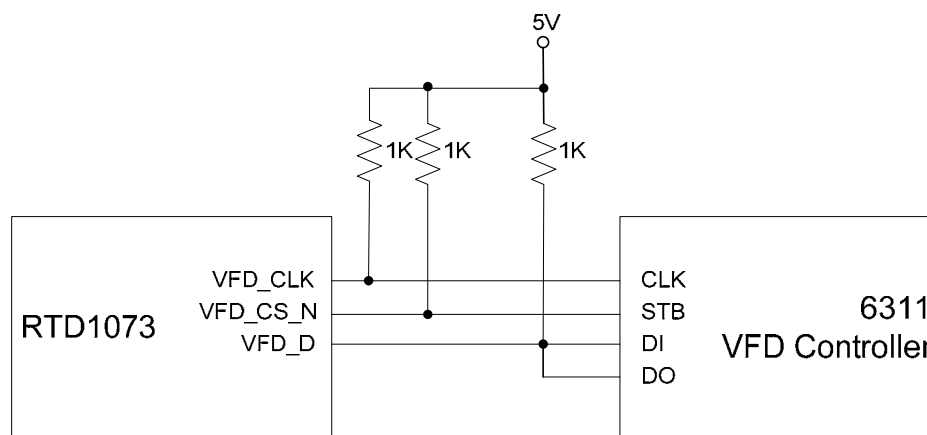 5V
1K
1K
1K
RTD1073
VFD_CLK
VFD_CS_N
VFD_D
CLK
STB
DI
DO
6311
VFD Controller